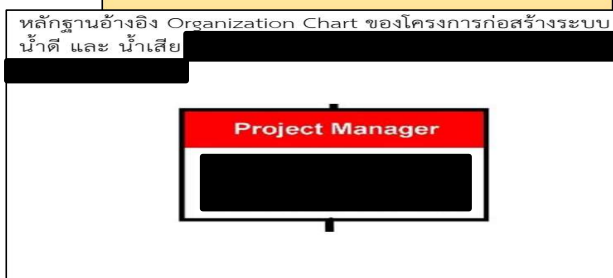 หลักฐานอ้างอิง Organization Chart ของโครงการก่อสร้างระบบ
น้ำดี และ น้ำเสีย
Project Manager